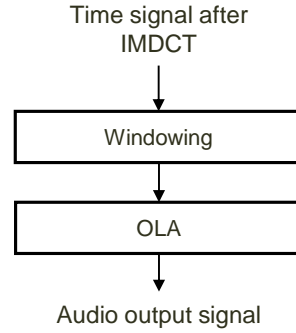 Time signal after
IMDCT
Windowing
OLA
Audio output signal